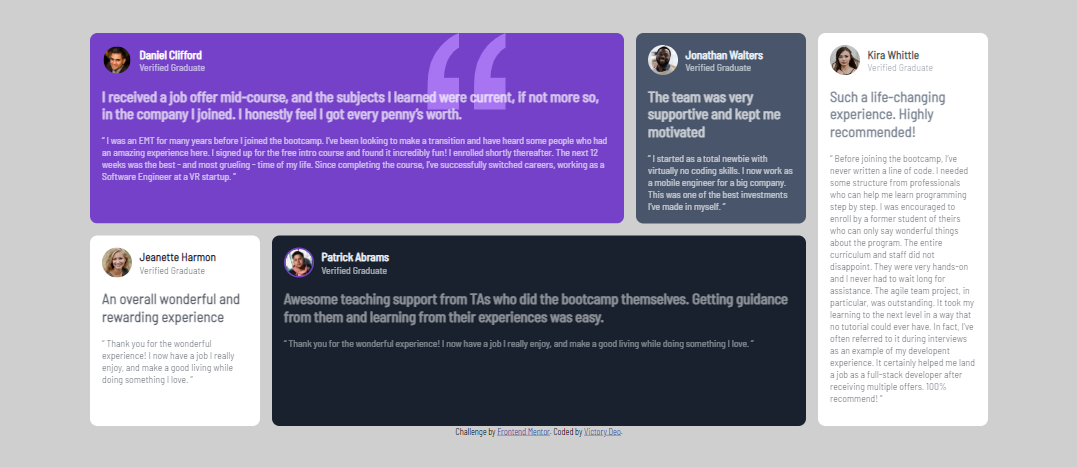 Daniel Clifford
Verified Graduate
I received a job offer mid-course, and the subjects I learned were current, if not more so,
in the company I joined. I honestly feel I got every penny's worth.
“ I was an EMT for many years before I joined the bootcamp. I've been looking to make a transition and have heard some people who had
an amazing experience here. I signed up for the free intro course and found it incredibly fun! I enrolled shortly thereafter. The next 12
weeks was the best - and most grueling - time of my life. Since completing the course, I've successfully switched careers, working as a
Software Engineer at a VR startup. ”
Jonathan Walters
Verified Graduate
The team was very
supportive and kept me
motivated
“ I started as a total newbie with
virtually no coding skills. I now work as
a mobile engineer for a big company.
This was one of the best investments
I've made in myself. ”
Kira Whittle
Verified Graduate
Such a life-changing
experience. Highly
recommended!
“ Before joining the bootcamp, I've
never written a line of code. I needed
some structure from professionals
who can help me learn programming
step by step. I was encouraged to
enroll by a former student of theirs
who can only say wonderful things
about the program. The entire
curriculum and staff did not
disappoint. They were very hands-on
and I never had to wait long for
assistance. The agile team project, in
particular, was outstanding. It took my
learning to the next level in a way that
no tutorial could ever have. In fact, I've
often referred to it during interviews
as an example of my developent
experience. It certainly helped me land
a job as a full-stack developer after
receiving multiple offers. 100%
recommend! ”
Jeanette Harmon
Verified Graduate
An overall wonderful and
rewarding experience
“ Thank you for the wonderful
experience! I now have a job I really
enjoy, and make a good living while
doing something I love. ”
Patrick Abrams
Verified Graduate
Awesome teaching support from TAs who did the bootcamp themselves. Getting guidance
from them and learning from their experiences was easy.
“ Thank you for the wonderful experience! I now have a job I really enjoy, and make a good living while doing something I love. ”
Challenge by Frontend Mentor. Coded by Victory Deo.